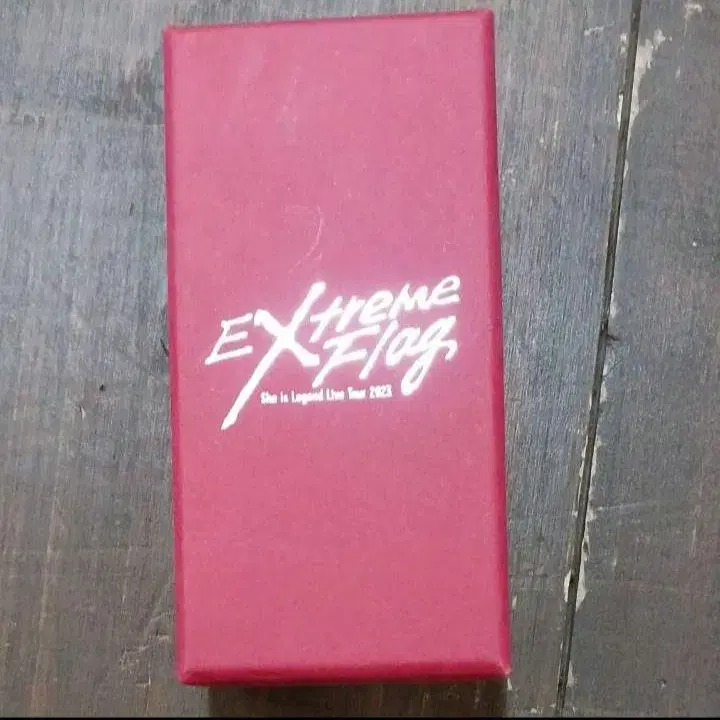 Extreme
Flag
She is Legend Live Tour 2023